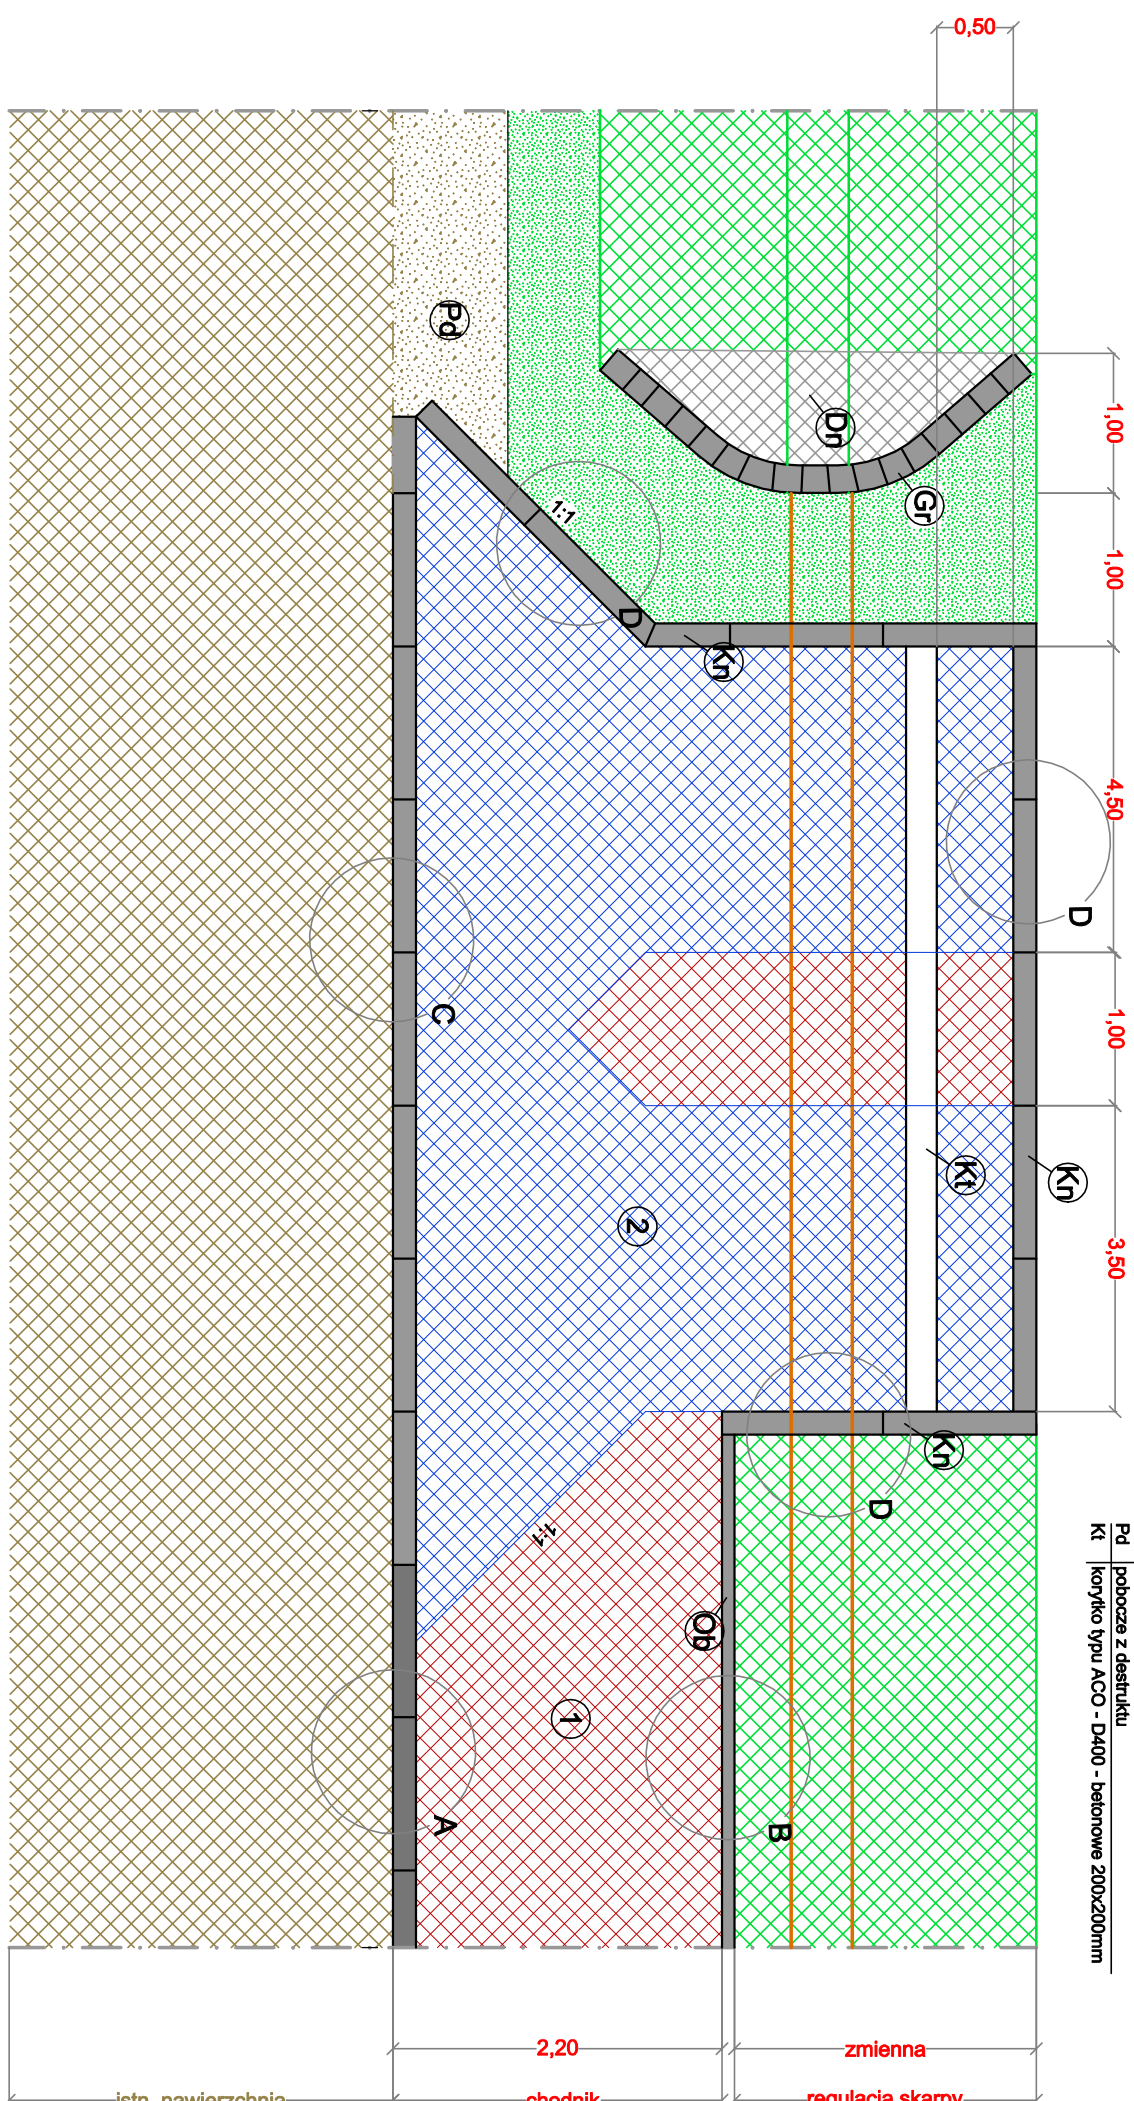 0,50
Pd
Dn
Gr
1,00
1,00
1:1
D
Kn
4,50
D
C
1,00
Kt
Kn
2
3,50
Kn
D
1:1
Ob
1
A
B
Pd pobocze z destruktu
Kt korytko typu ACO - D400 - betonowe 200x200mm
2,20
zmienna
istn. nawierzchnia
chodnik
regulacja skarpy